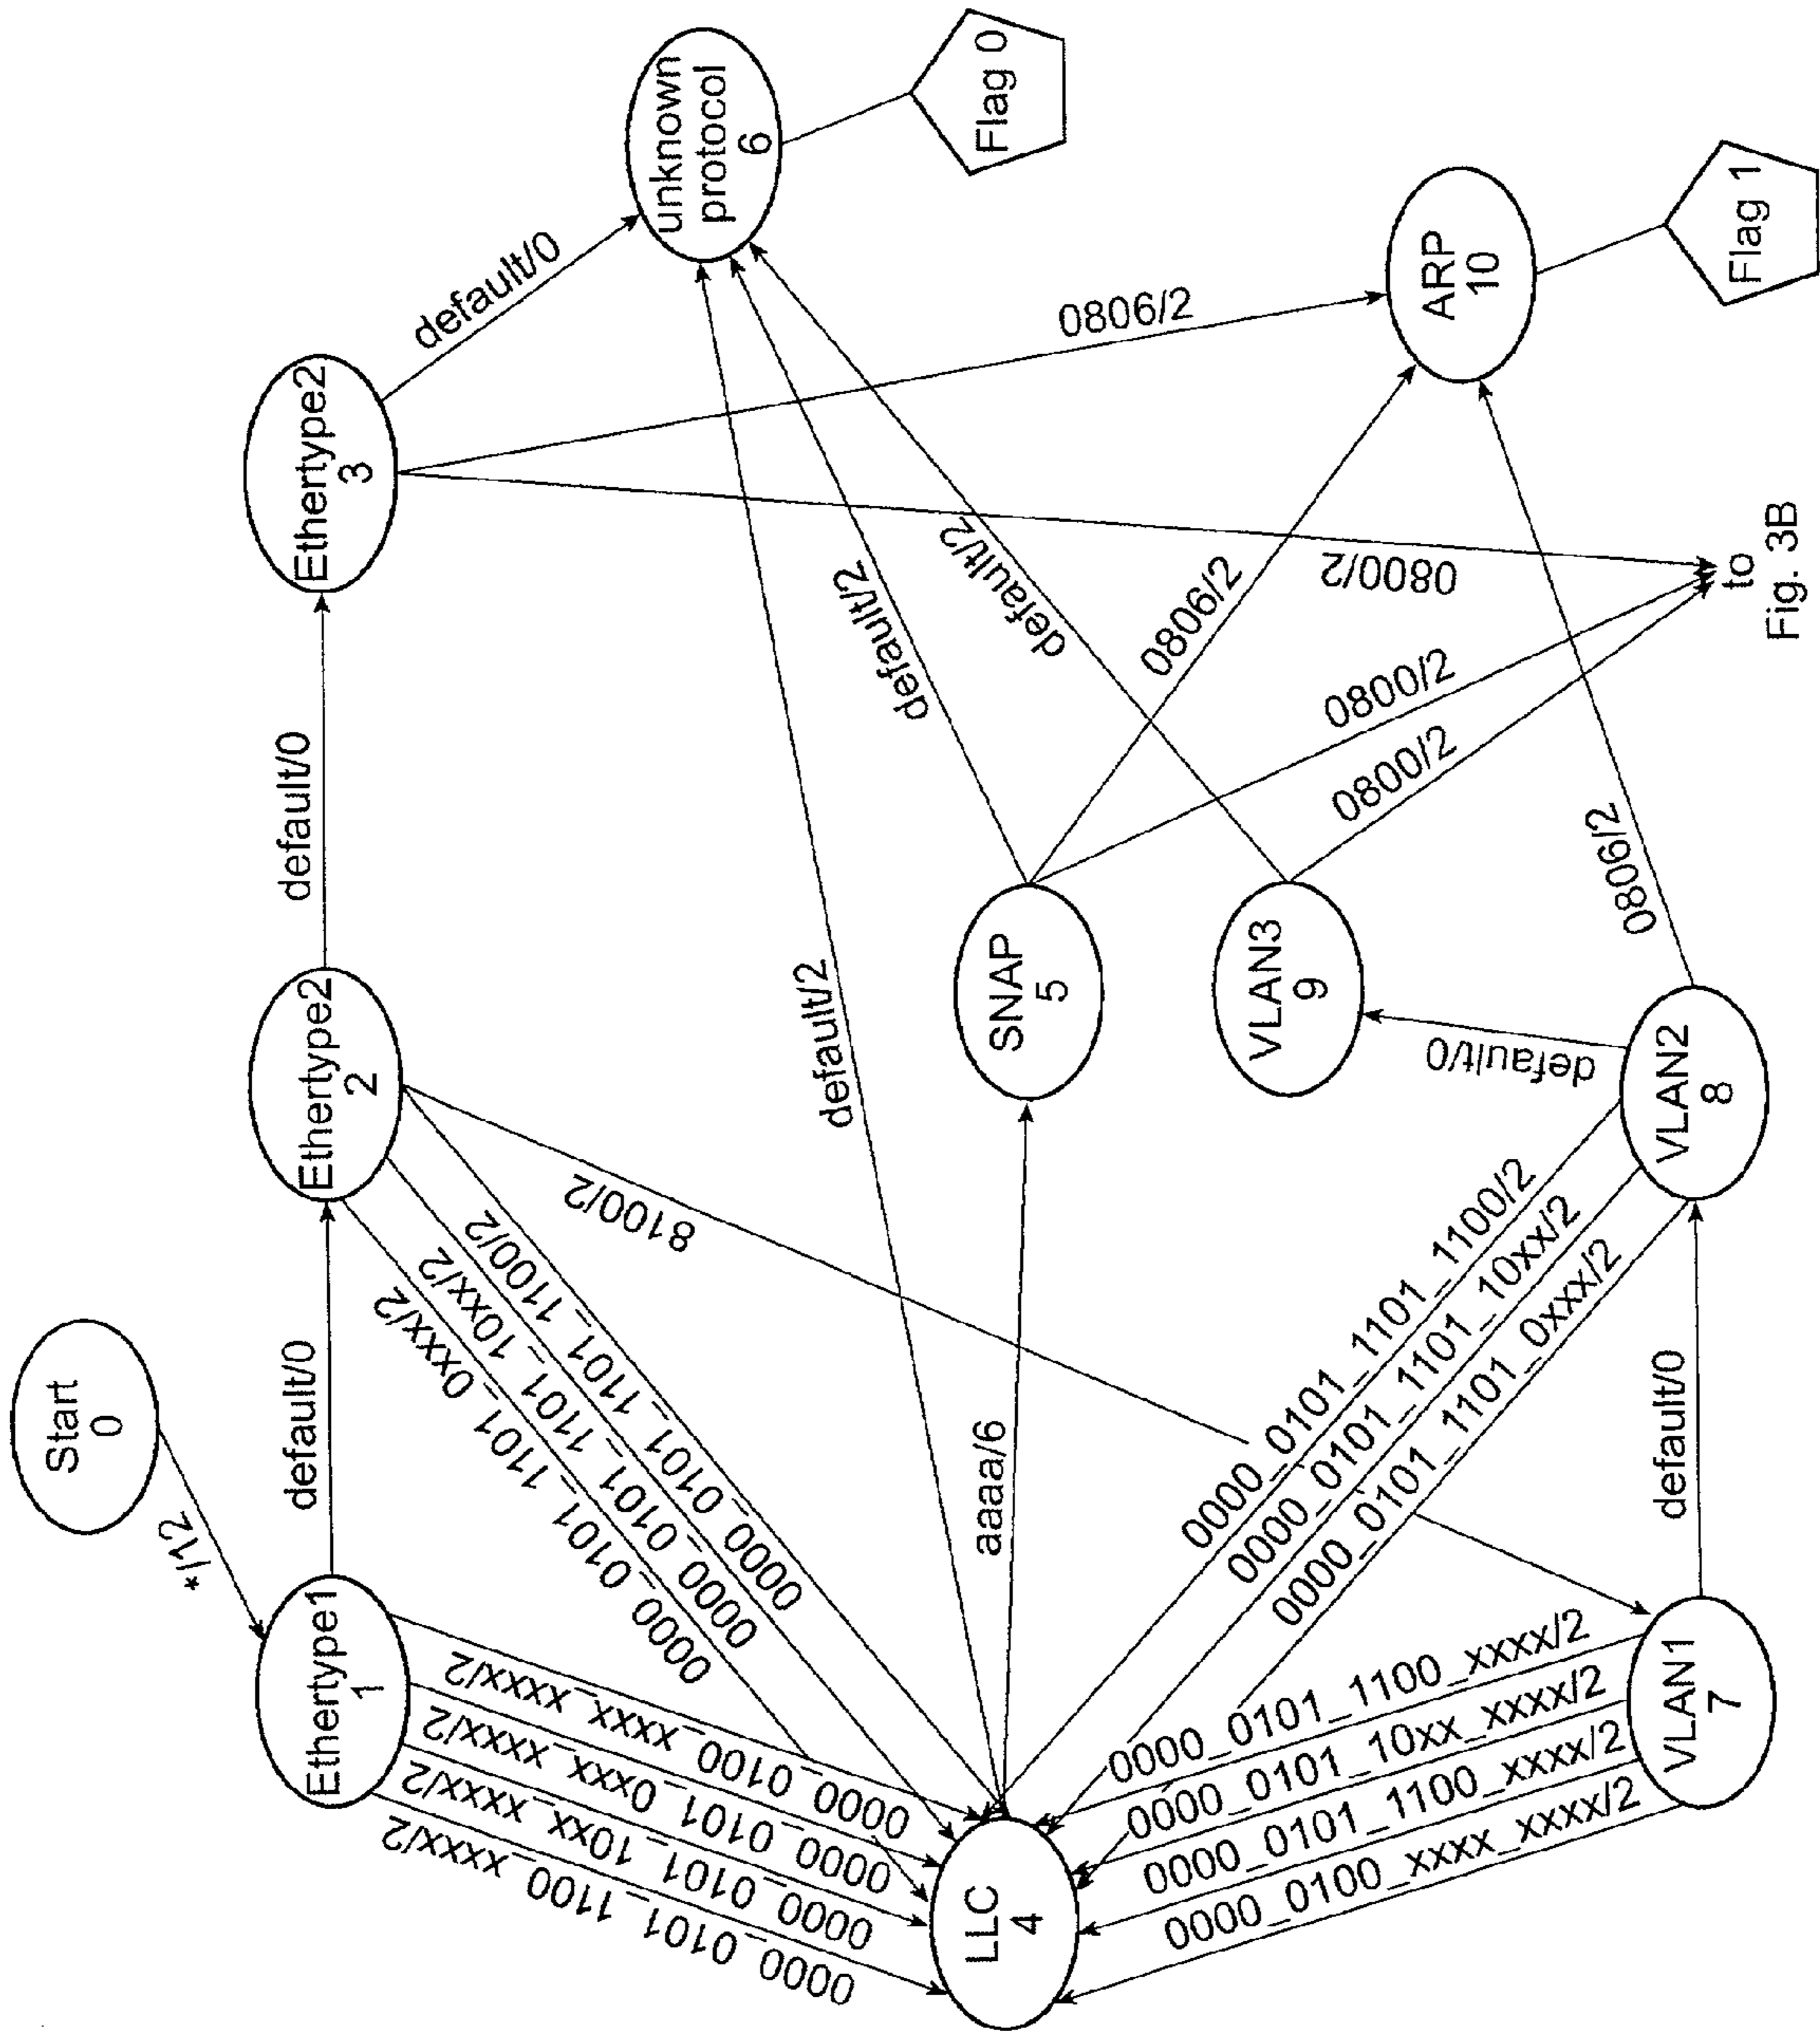 Start
0
*/12
Ethertype1
1
default/0
Ethertype2
2
default/0
Ethertype2
3
default/0
unknown
protocol
6
Flag 0
0000_0101_1100_xxxx/2
0000_0101_10xx_xxxx/2
0000_0101_0xxx_xxxx/2
0000_0100_xxxx_xxxx/2
0000_0101_1101_0xxx/2
0000_0101_1101_10xx/2
0000_0101_1101_1100/2
8100/2
0806/2
0800/2
LLC
4
default/2
aaaa/6
SNAP
5
default/2
0806/2
0800/2
VLAN3
9
default/2
0800/2
ARP
10
Flag 1
0000_0101_1101_1100/2
0000_0101_1101_10xx/2
0000_0101_1101_0xxx/2
0000_0101_1100_xxxx/2
0000_0101_10xx_xxxx/2
0000_0101_1100_xxxx/2
0000_0100_xxxx_xxxx/2
VLAN1
7
default/0
VLAN2
8
default/0
0806/2
to
Fig. 3B